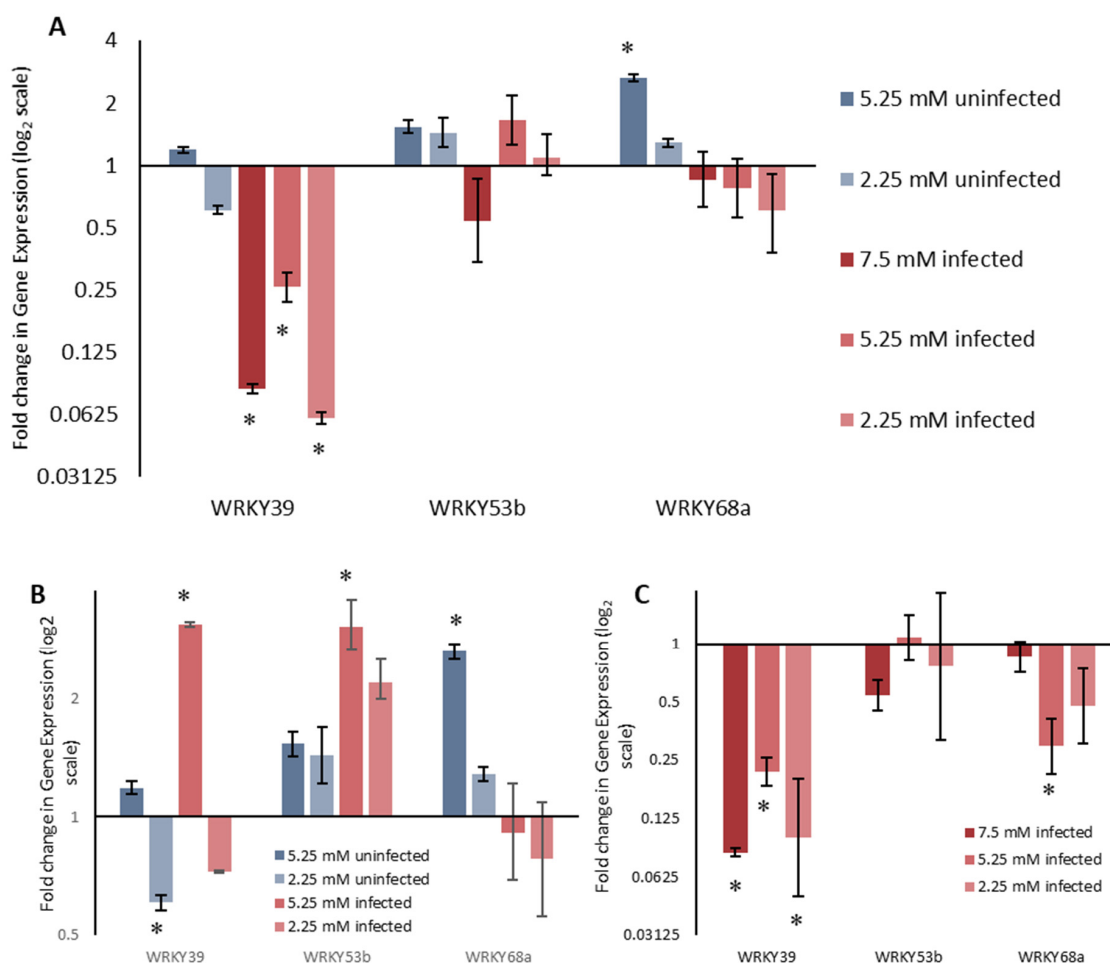 A
Fold change in Gene Expression (log2 scale)
4
2
1
0.5
0.25
0.125
0.0625
0.03125
*
*
*
*
WRKY39
WRKY53b
WRKY68a
5.25 mM uninfected
2.25 mM uninfected
7.5 mM infected
5.25 mM infected
2.25 mM infected
B
Fold change in Gene Expression (log2
scale)
2
1
0.5
*
*
*
*
5.25 mM uninfected
2.25 mM uninfected
5.25 mM infected
2.25 mM infected
WRKY39
WRKY53b
WRKY68a
C
Fold change in Gene Expression (log2
scale)
1
0.5
0.25
0.125
0.0625
0.03125
*
*
*
*
7.5 mM infected
5.25 mM infected
2.25 mM infected
WRKY39
WRKY53b
WRKY68a